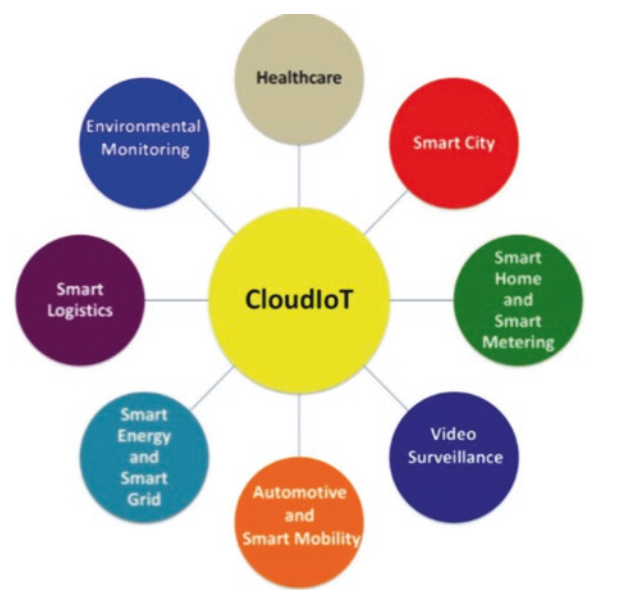 Healthcare
Smart City
Smart
Home
and
Smart
Metering
Video
Surveillance
Automotive
and
Smart Mobility
Smart
Energy
and
Smart
Grid
Smart
Logistics
Environmental
Monitoring
CloudIoT